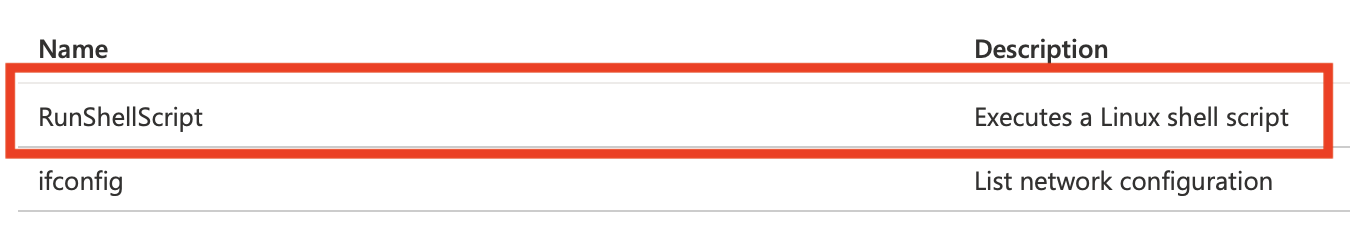 Name Description
RunShellScript Executes a Linux shell script
ifconfig List network configuration